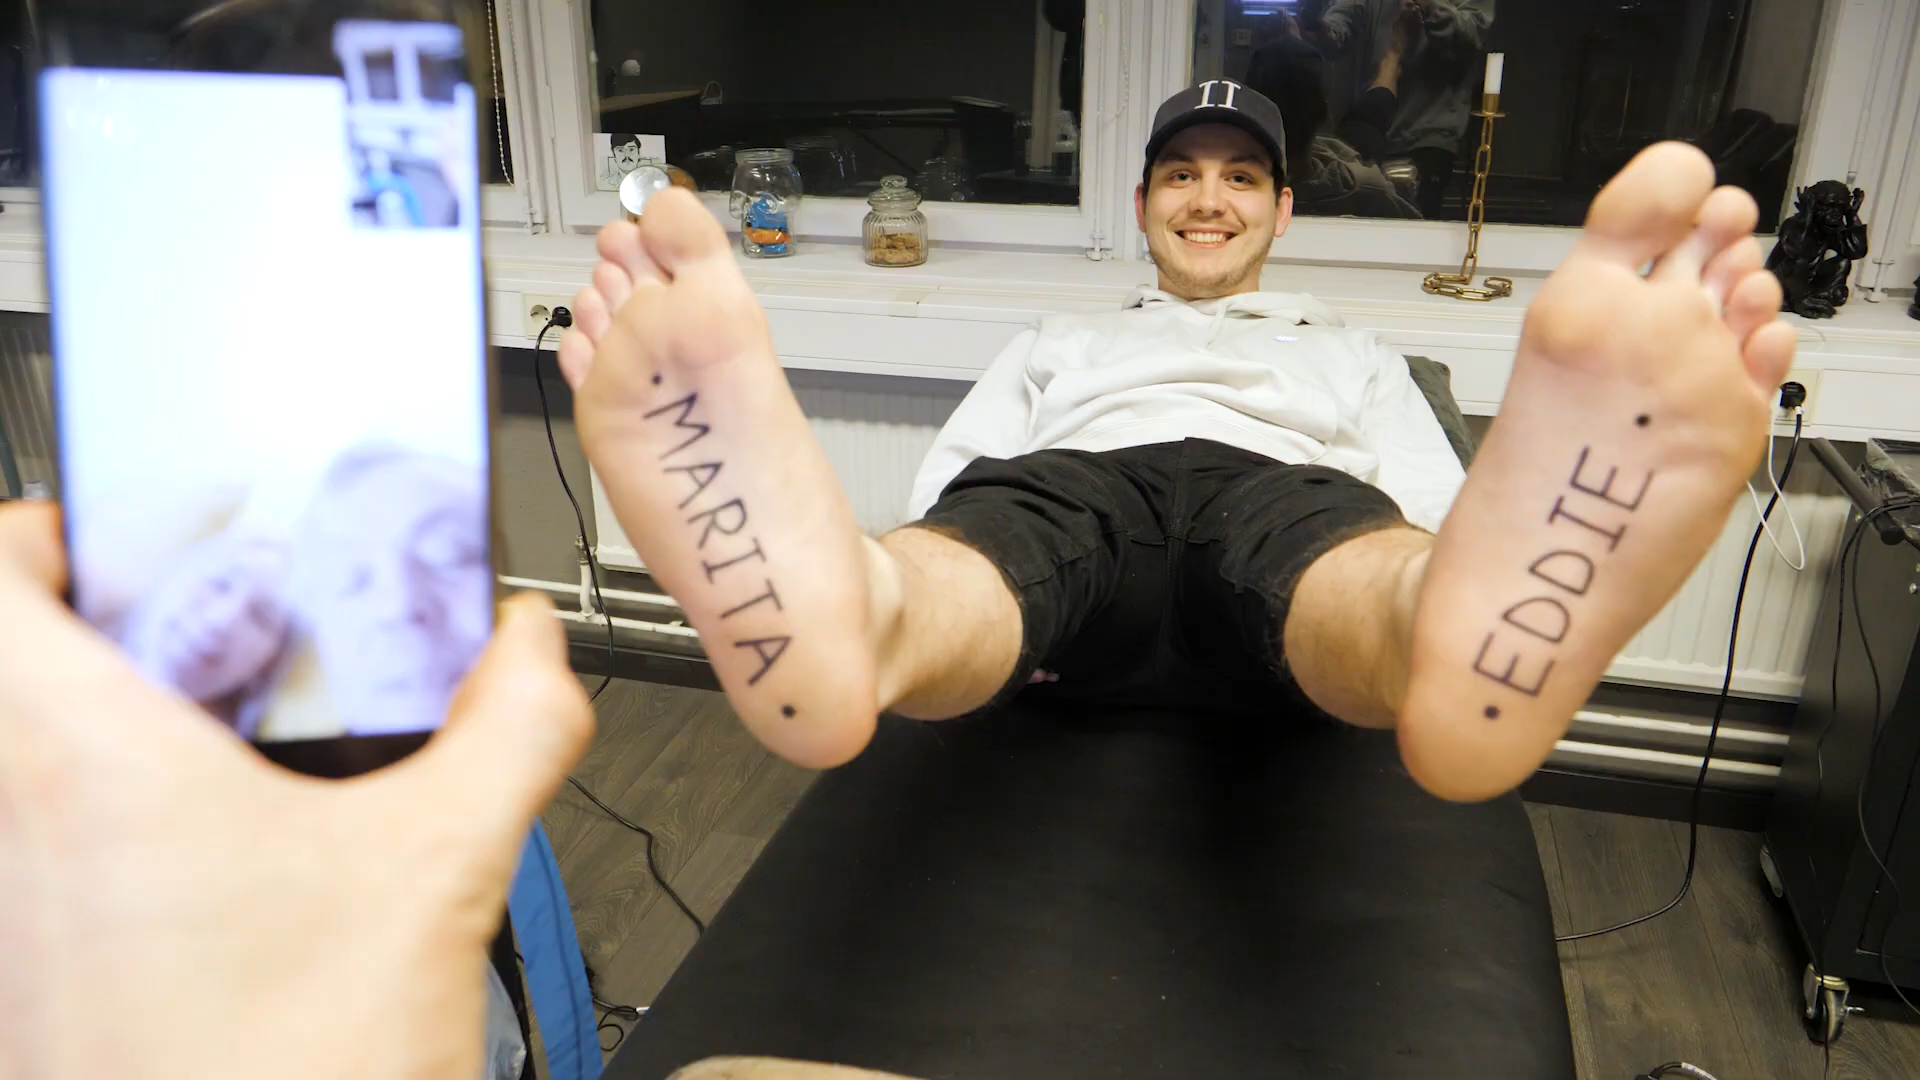 II
• MARITA •
• EDDIE •